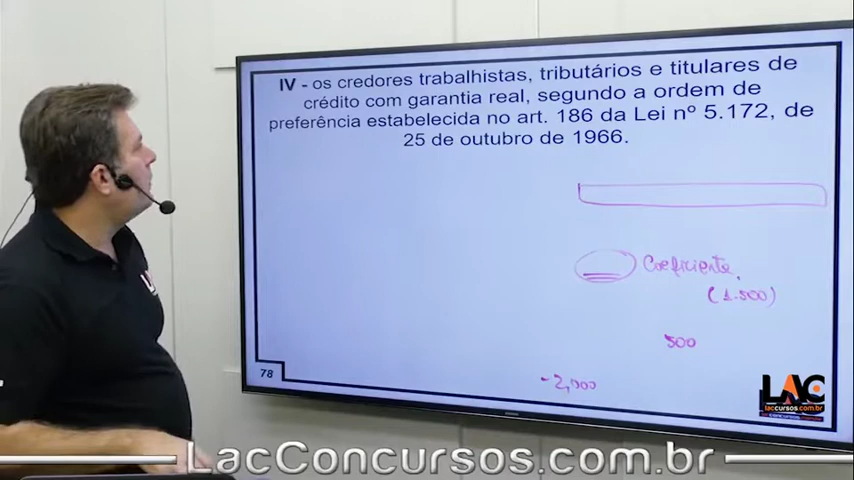 IV - os credores trabalhistas, tributários e titulares de
crédito com garantia real, segundo a ordem de
preferência estabelecida no art. 186 da Lei nº 5.172, de
25 de outubro de 1966.
Coeficiente
(1.500)
500
-2,000
78
LAC
laccursos.com.br
LacConcursos.com.br